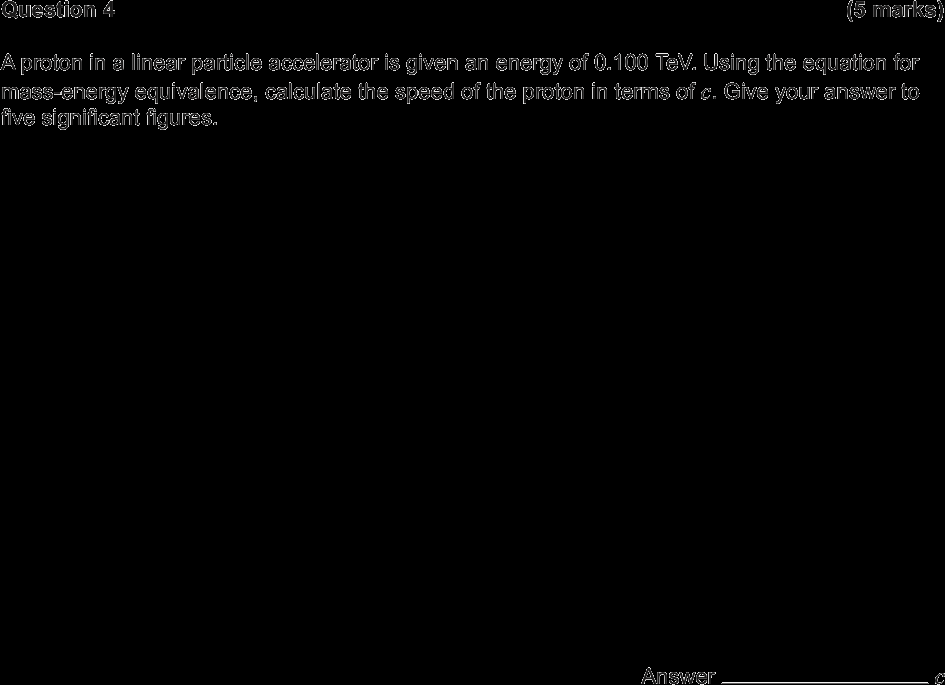 Question 4 (5 marks)
A proton in a linear particle accelerator is given an energy of 0.100 TeV. Using the equation for
mass-energy equivalence, calculate the speed of the proton in terms of c. Give your answer to
five significant figures.
Answer ____________________ c